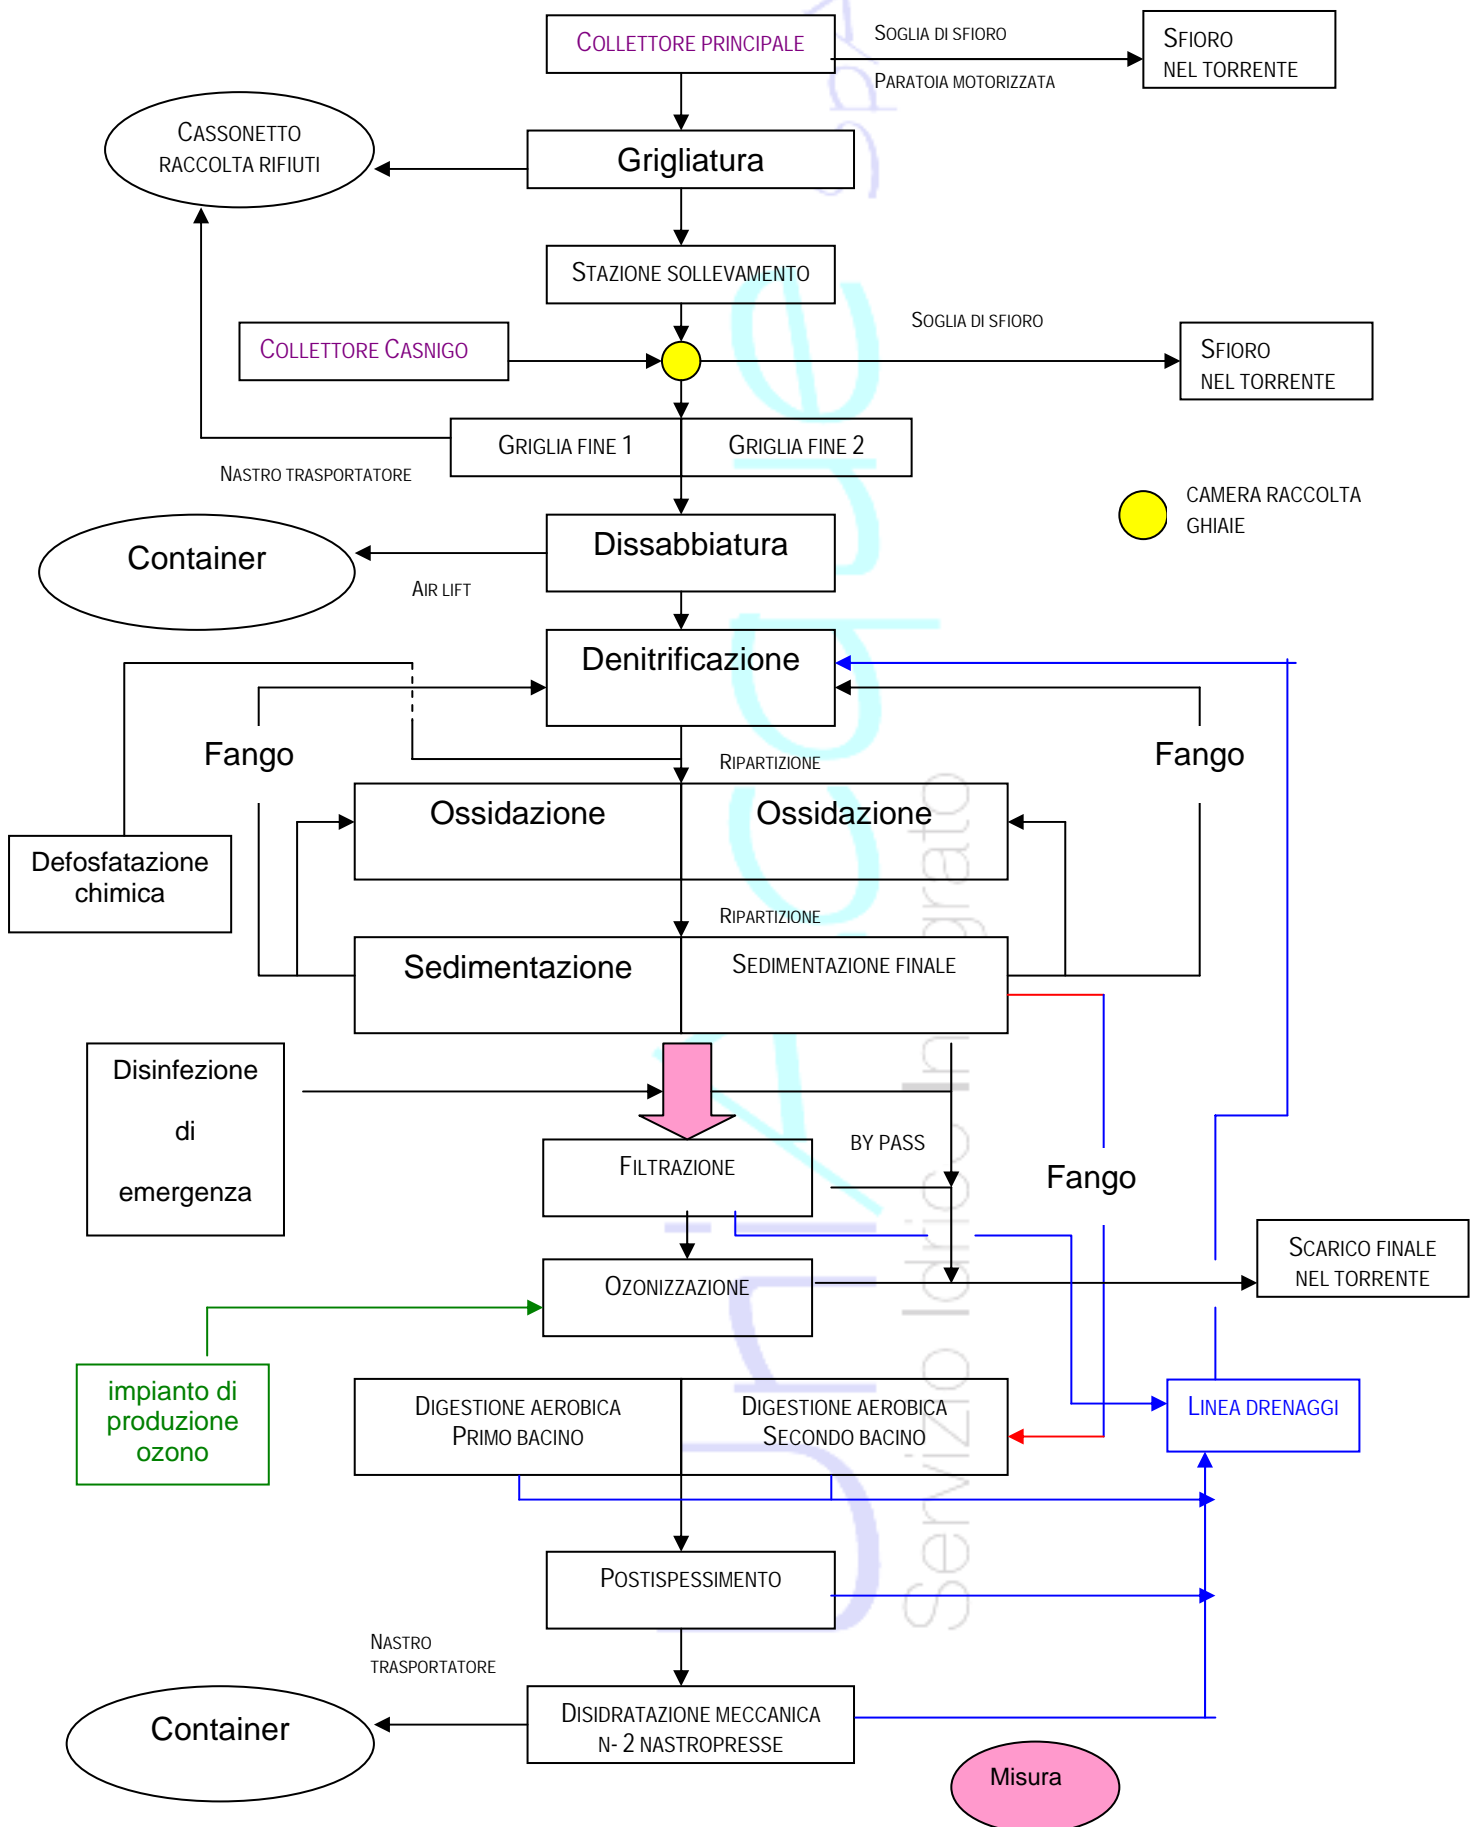 COLLETTORE PRINCIPALE
SOGLIA DI SFIORO
PARATOIA MOTORIZZATA
SFIORO
NEL TORRENTE
CASSONETTO
RACCOLTA RIFIUTI
Grigliatura
STAZIONE SOLLEVAMENTO
SOGLIA DI SFIORO
COLLETTORE CASNIGO
SFIORO
NEL TORRENTE
GRIGLIA FINE 1
GRIGLIA FINE 2
NASTRO TRASPORTATORE
CAMERA RACCOLTA
GHIAIE
Container
Dissabbiatura
AIR LIFT
Denitrificazione
Fango
Fango
RIPARTIZIONE
Ossidazione
Ossidazione
Defosfatazione
chimica
RIPARTIZIONE
Sedimentazione
SEDIMENTAZIONE FINALE
Disinfezione
di
emergenza
BY PASS
FILTRAZIONE
Fango
SCARICO FINALE
NEL TORRENTE
OZONIZZAZIONE
impianto di
produzione
ozono
DIGESTIONE AEROBICA
PRIMO BACINO
DIGESTIONE AEROBICA
SECONDO BACINO
LINEA DRENAGGI
POSTISPESSIMENTO
NASTRO
TRASPORTATORE
Container
DISIDRATAZIONE MECCANICA
N- 2 NASTROPRESSE
Misura
UniAcque spa
Servizio Idrico Integrato